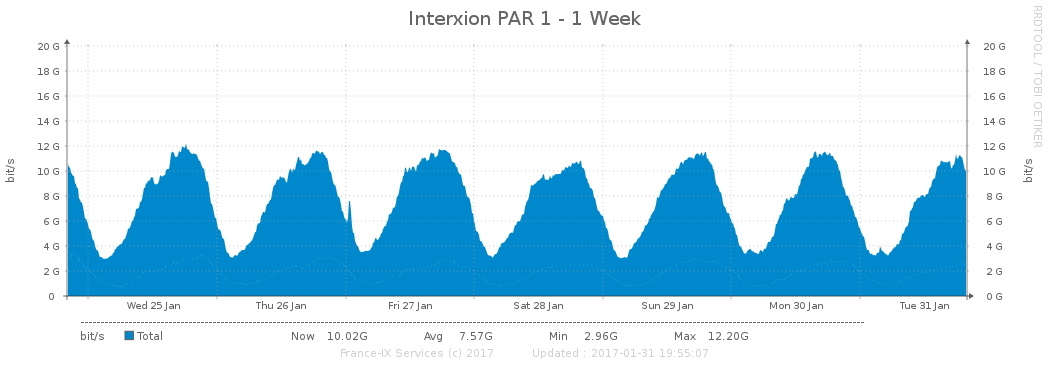 Interxion PAR 1 - 1 Week
RRDTOOL / TOBI OETIKER
bit/s
20 G
18 G
16 G
14 G
12 G
10 G
8 G
6 G
4 G
2 G
0
20 G
18 G
16 G
14 G
12 G
10 G
8 G
6 G
4 G
2 G
0 G
bit/s
Wed 25 Jan Thu 26 Jan Fri 27 Jan Sat 28 Jan Sun 29 Jan Mon 30 Jan Tue 31 Jan
bit/s Total Now 10.02G Avg 7.57G Min 2.96G Max 12.20G
France-IX Services (c) 2017 Updated : 2017-01-31 19:55:07